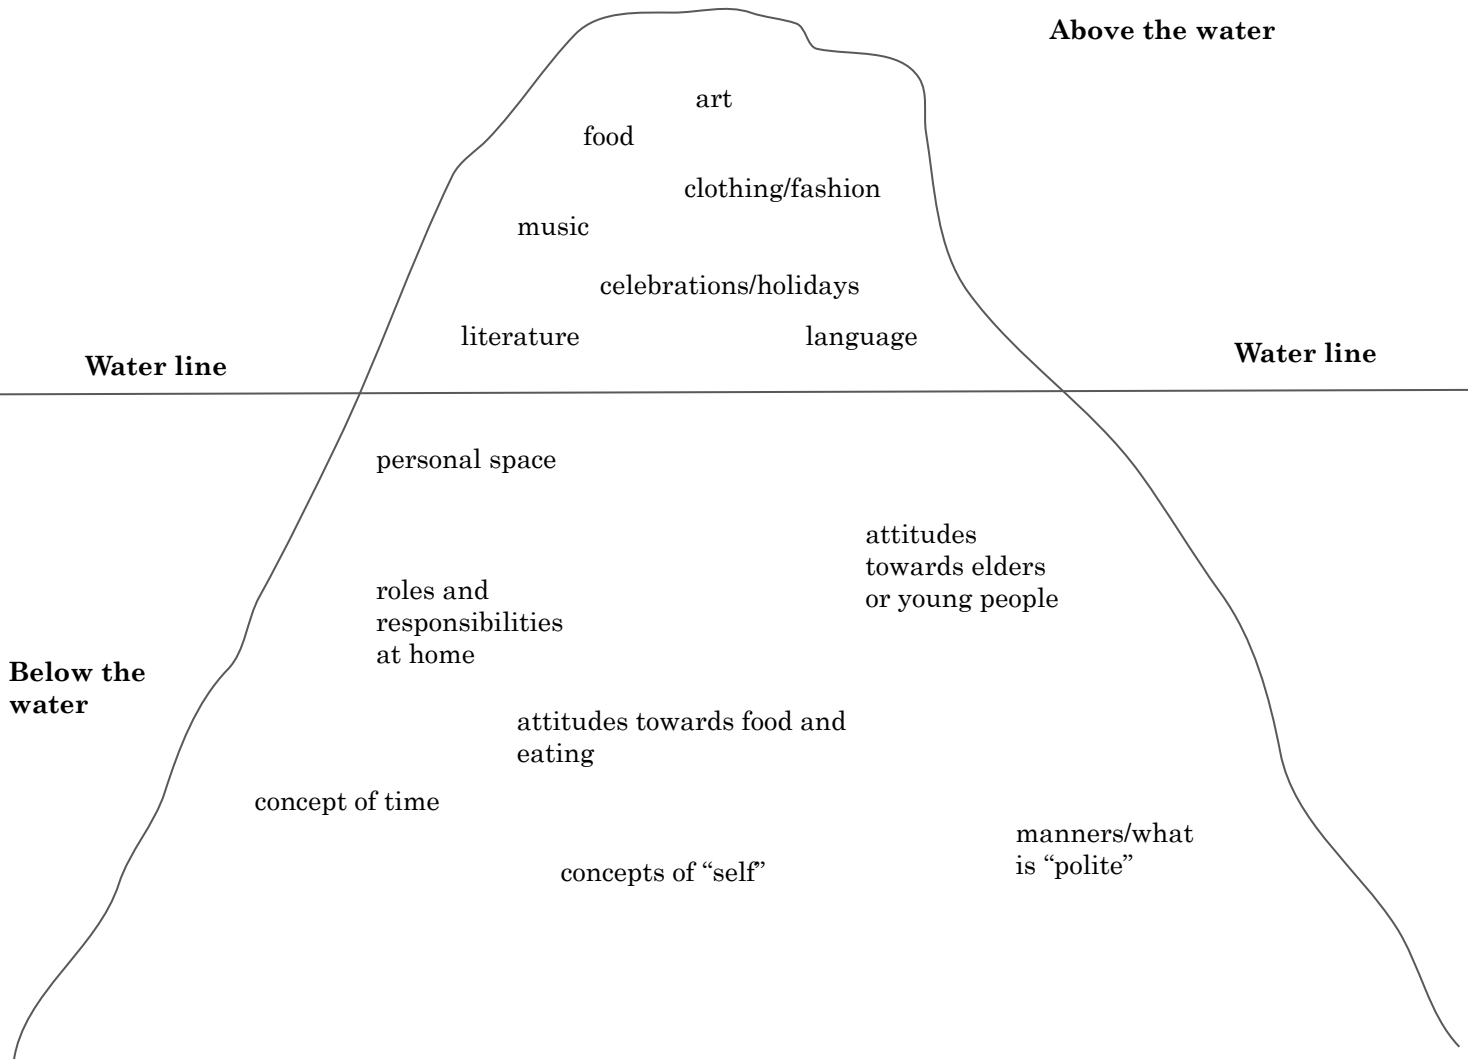 Above the water
art
food
clothing/fashion
music
celebrations/holidays
literature
language
Water line
Water line
personal space
attitudes
towards elders
or young people
roles and
responsibilities
at home
Below the
water
attitudes towards food and
eating
concept of time
manners/what
is “polite”
concepts of “self”